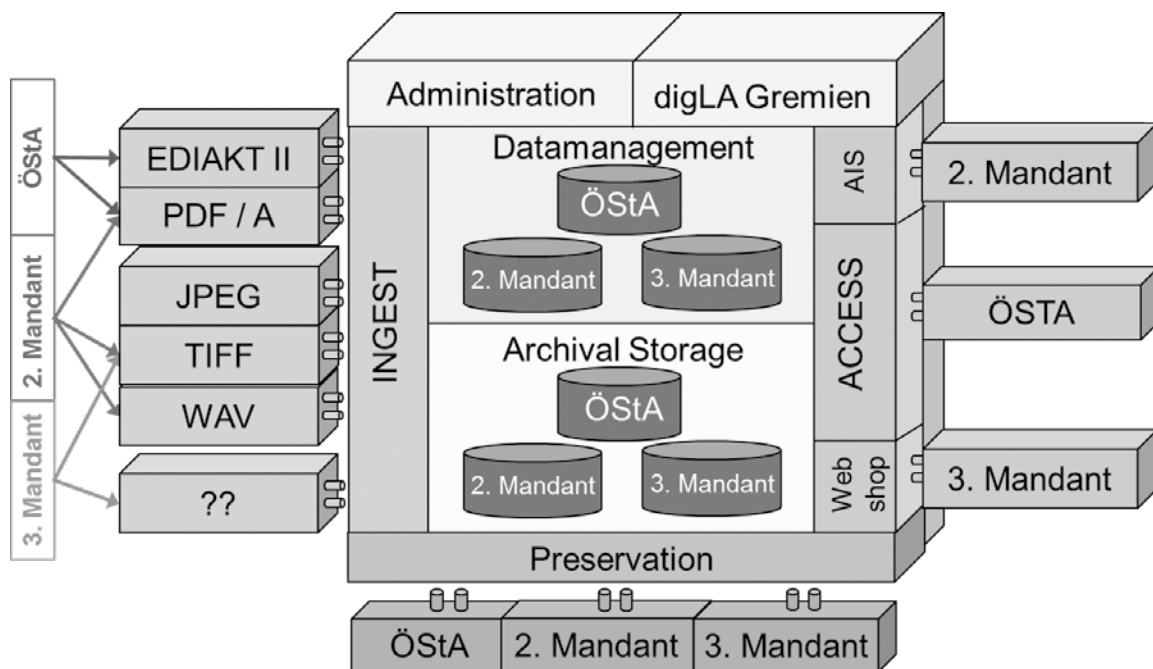 Administration
digLA Gremien
ÖStA
2. Mandant
3. Mandant
EDIAKT II
PDF / A
JPEG
TIFF
WAV
??
INGEST
Datamanagement
ÖStA
2. Mandant
3. Mandant
Archival Storage
ÖStA
2. Mandant
3. Mandant
AIS
ACCESS
Web
shop
2. Mandant
ÖSTA
3. Mandant
Preservation
ÖStA
2. Mandant
3. Mandant